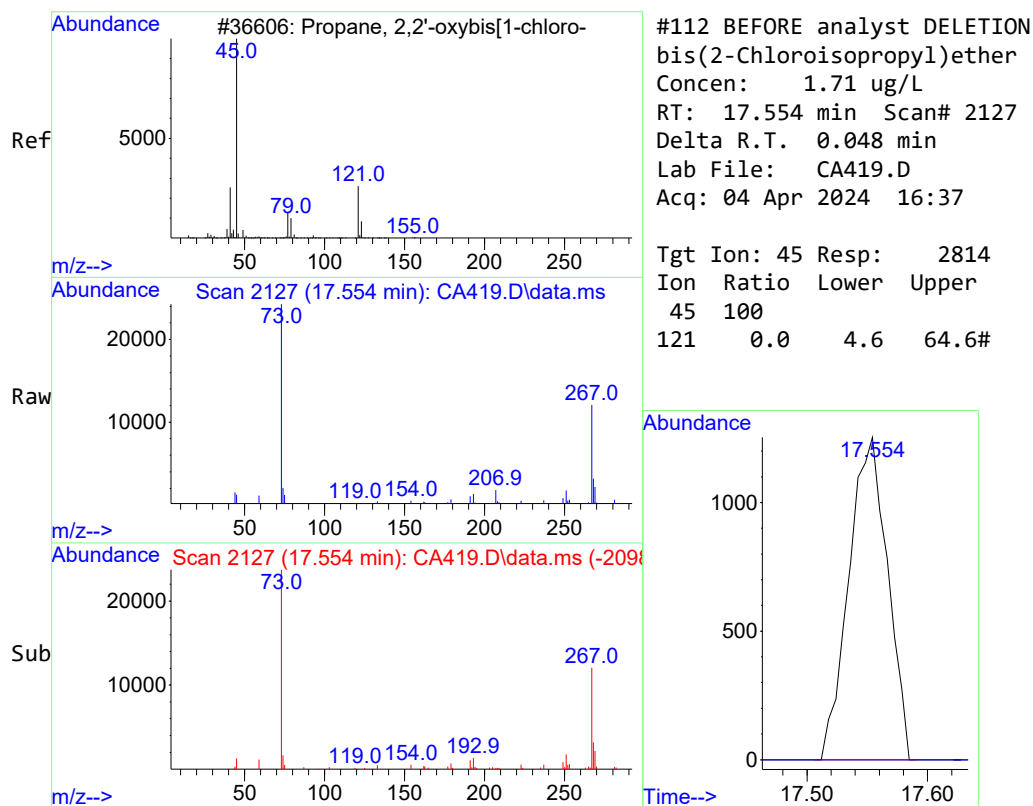 Abundance
#36606: Propane, 2,2'-oxybis[1-chloro-
45.0
5000
Ref
121.0
79.0
155.0
50 100 150 200 250
m/z-->
Abundance
Scan 2127 (17.554 min): CA419.D\data.ms
73.0
20000
267.0
Raw
10000
206.9
119.0 154.0
50 100 150 200 250
m/z-->
Abundance
Scan 2127 (17.554 min): CA419.D\data.ms (-2098
73.0
20000
267.0
Sub
10000
192.9
119.0 154.0
50 100 150 200 250
m/z-->
#112 BEFORE analyst DELETION
bis(2-Chloroisopropyl)ether
Concen: 1.71 ug/L
RT: 17.554 min Scan# 2127
Delta R.T. 0.048 min
Lab File: CA419.D
Acq: 04 Apr 2024 16:37
Tgt Ion: 45 Resp: 2814
Ion Ratio Lower Upper
45 100
121 0.0 4.6 64.6#
Abundance
17.554
1000
500
0
17.50 17.60
Time-->